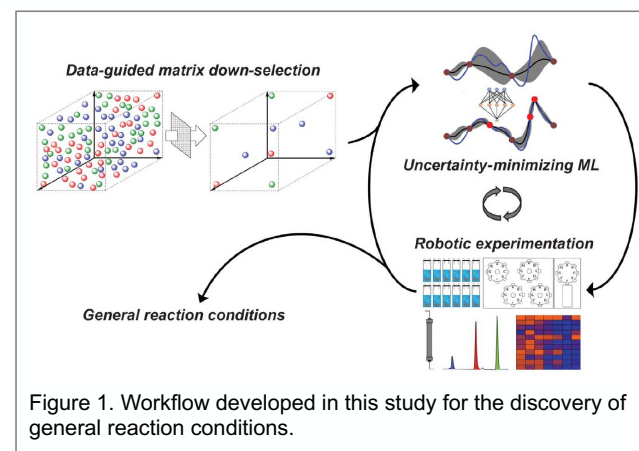 Data-guided matrix down-selection
Uncertainty-minimizing ML
Robotic experimentation
General reaction conditions
Figure 1. Workflow developed in this study for the discovery of
general reaction conditions.